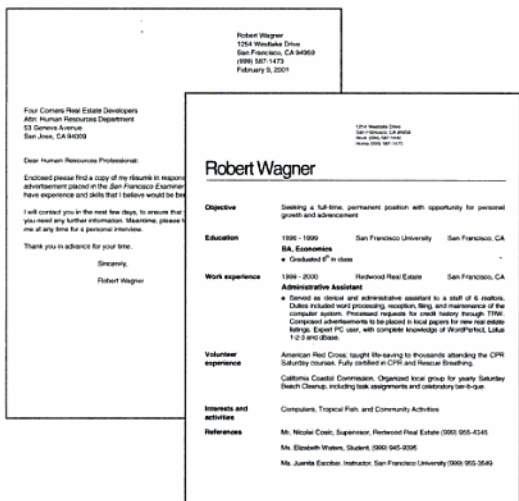 Robert Wagner
1254 Westlake Drive
San Francisco, CA 94959
(999) 587-1473
February 9, 2001
Four Corners Real Estate Developers
Attn: Human Resources Department
53 Geneva Avenue
San Jose, CA 94009
Dear Human Resources Professional:
Enclosed please find a copy of my résumé in respon
advertisement placed in the San Francisco Examiner
have experience and skills that I believe would be be
I will contact you in the next few days, to ensure that
you need any further information. Meantime, please
me at any time for a personal interview.
Thank you in advance for your time.
Sincerely,
Robert Wagner
1254 Westlake Drive
San Francisco, CA
Robert Wagner
Objective Seeking a full-time, permanent position with opportunity for personal
growth and advancement
Education 1996 - 1999 San Francisco University San Francisco, CA
BA, Economics
• Graduated 6th in class
Work experience 1999 - 2000 Redwood Real Estate San Francisco, CA
Administrative Assistant
• Served as clerical and administrative assistant to a staff of 6 realtors.
Duties included word processing, reception, filing, and maintenance of the
computer system. Processed requests for credit history through TRW.
Composed advertisements to be placed in local papers for new real estate
listings. Expert PC user, with complete knowledge of WordPerfect, Lotus
1-2-3 and dbase.
Volunteer American Red Cross: taught life-saving to thousands attending the CPR
experience Saturday courses. Fully certified in CPR and Rescue Breathing.
California Coastal Commission. Organized local group for yearly Saturday
Beach Cleanup, including task assignments and celebratory bar-b-que.
Interests and Computers, Tropical Fish, and Community Activities
activities
References Mr. Nicolai Cosic, Supervisor, Redwood Real Estate (999) 955-4345
Ms. Elizabeth Waters, Student, (999) 945-9395
Ms. Juanita Escobar, Instructor, San Francisco University (999) 955-3549